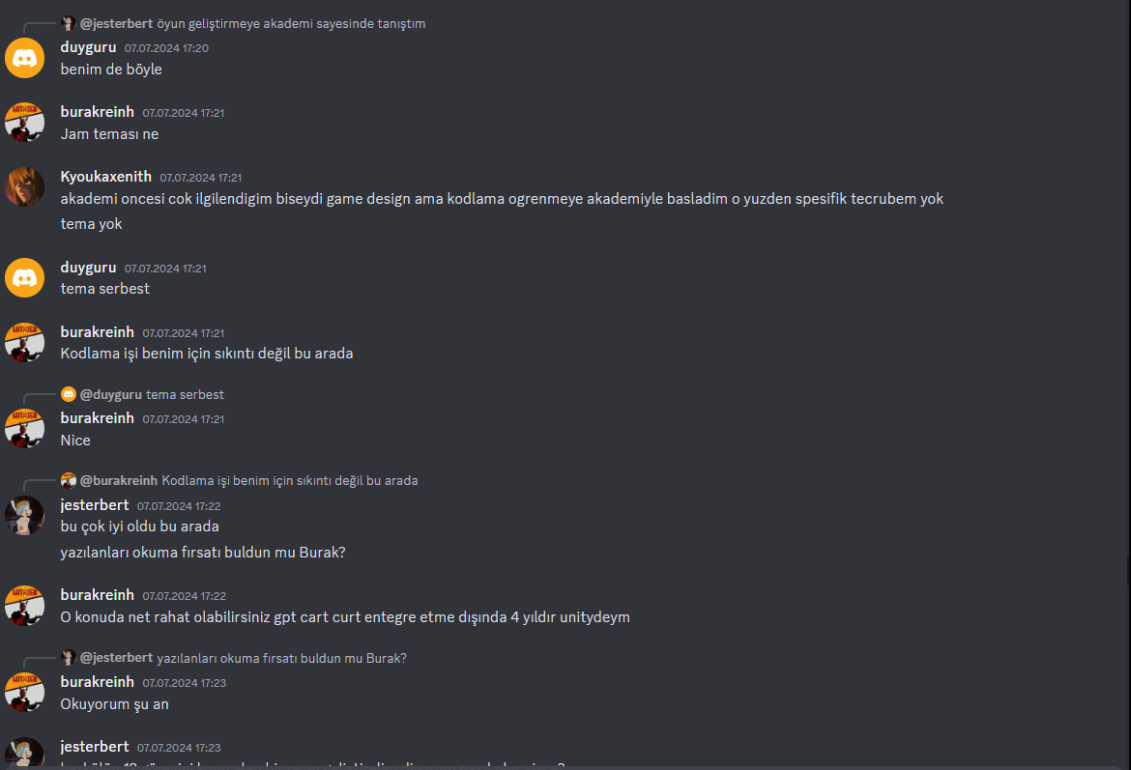 @jesterbert öyun geliştirmeye akademi sayesinde tanıştım
duyguru 07.07.2024 17:20
benim de böyle
burakreinh 07.07.2024 17:21
Jam teması ne
Kyoukaxenith 07.07.2024 17:21
akademi oncesi cok ilgilendigim biseydi game design ama kodlama ogrenmeye akademiyle basladim o yuzden spesifik tecrubem yok
tema yok
duyguru 07.07.2024 17:21
tema serbest
burakreinh 07.07.2024 17:21
Kodlama işi benim için sıkıntı değil bu arada
@duyguru tema serbest
burakreinh 07.07.2024 17:21
Nice
@burakreinh Kodlama işi benim için sıkıntı değil bu arada
jesterbert 07.07.2024 17:22
bu çok iyi oldu bu arada
yazılanları okuma fırsatı buldun mu Burak?
burakreinh 07.07.2024 17:22
O konuda net rahat olabilirsiniz gpt cart curt entegre etme dışında 4 yıldır unitydeym
@jesterbert yazılanları okuma fırsatı buldun mu Burak?
burakreinh 07.07.2024 17:23
Okuyorum şu an
jesterbert 07.07.2024 17:23